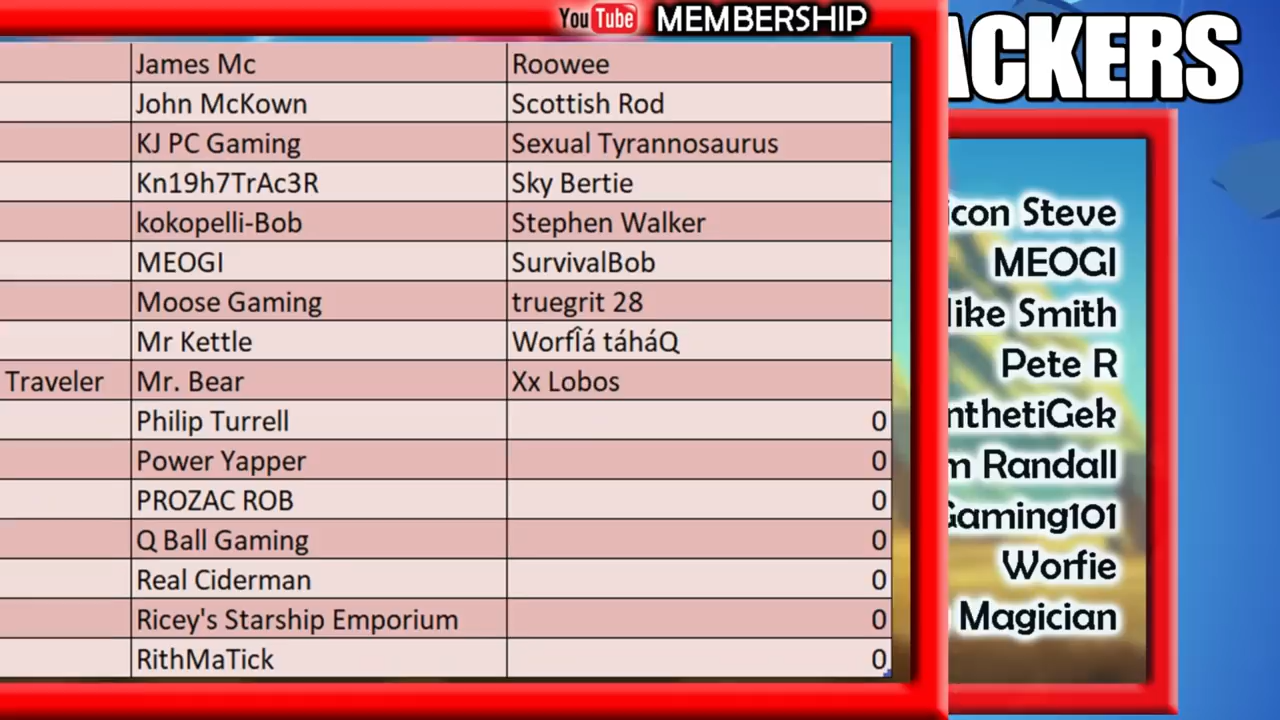 YouTube MEMBERSHIP
ACKERS
James Mc Roowee
John McKown Scottish Rod
KJ PC Gaming Sexual Tyrannosaurus
Kn19h7TrAc3R Sky Bertie
kokopelli-Bob Stephen Walker
MEOGI SurvivalBob
Moose Gaming truegrit 28
Mr Kettle WorfÎá táháQ
Traveler Mr. Bear Xx Lobos
Philip Turrell 0
Power Yapper 0
PROZAC ROB 0
Q Ball Gaming 0
Real Ciderman 0
Ricey's Starship Emporium 0
RithMaTick 0
icon Steve
MEOGI
ike Smith
Pete R
nthetiGek
m Randall
Gaming101
Worfie
Magician